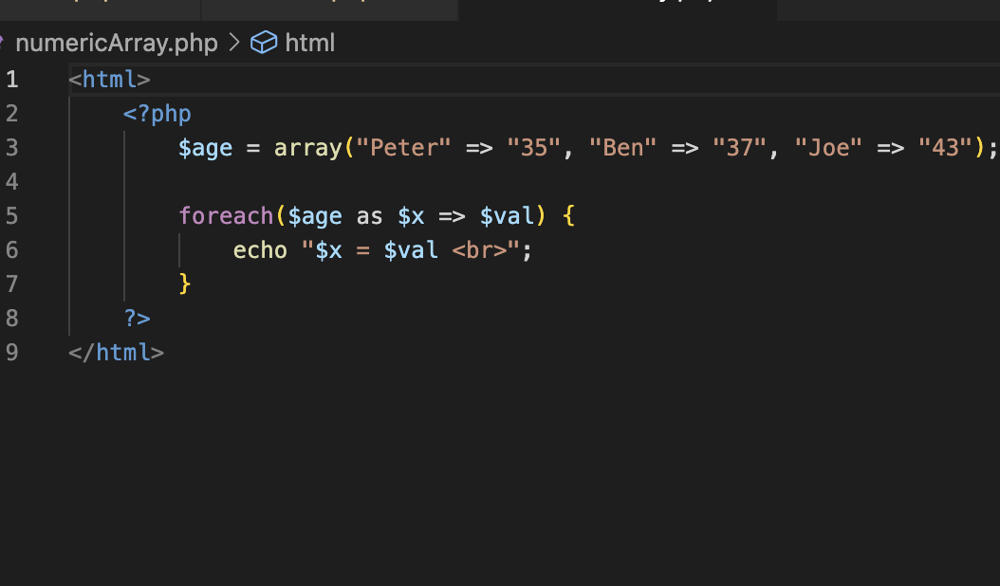 numericArray.php > html
1 <html>
2 <?php
3 $age = array("Peter" => "35", "Ben" => "37", "Joe" => "43");
4
5 foreach($age as $x => $val) {
6 echo "$x = $val <br>";
7 }
8 ?>
9 </html>